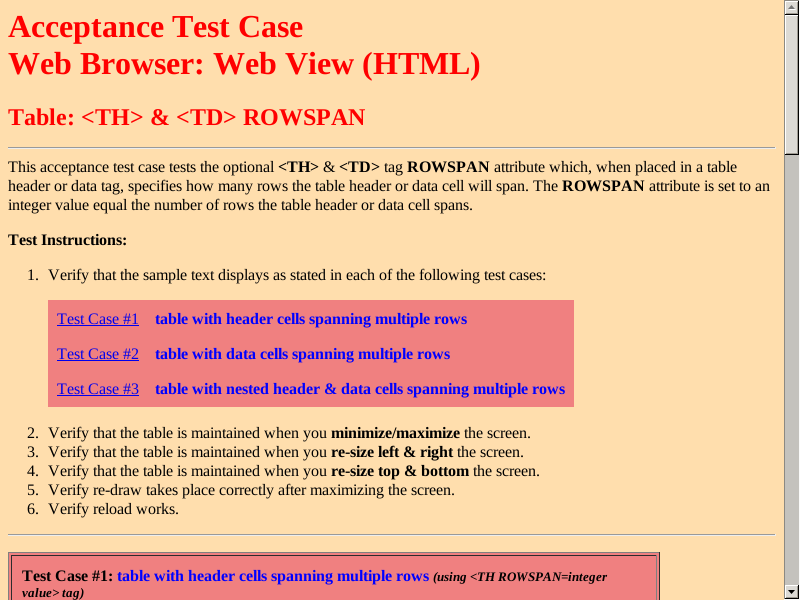 Acceptance Test Case
Web Browser: Web View (HTML)
Table: <TH> & <TD> ROWSPAN
This acceptance test case tests the optional <TH> & <TD> tag ROWSPAN attribute which, when placed in a table
header or data tag, specifies how many rows the table header or data cell will span. The ROWSPAN attribute is set to an
integer value equal the number of rows the table header or data cell spans.
Test Instructions:
1. Verify that the sample text displays as stated in each of the following test cases:
Test Case #1 table with header cells spanning multiple rows
Test Case #2 table with data cells spanning multiple rows
Test Case #3 table with nested header & data cells spanning multiple rows
2. Verify that the table is maintained when you minimize/maximize the screen.
3. Verify that the table is maintained when you re-size left & right the screen.
4. Verify that the table is maintained when you re-size top & bottom the screen.
5. Verify re-draw takes place correctly after maximizing the screen.
6. Verify reload works.
Test Case #1: table with header cells spanning multiple rows (using <TH ROWSPAN=integer
value> tag)